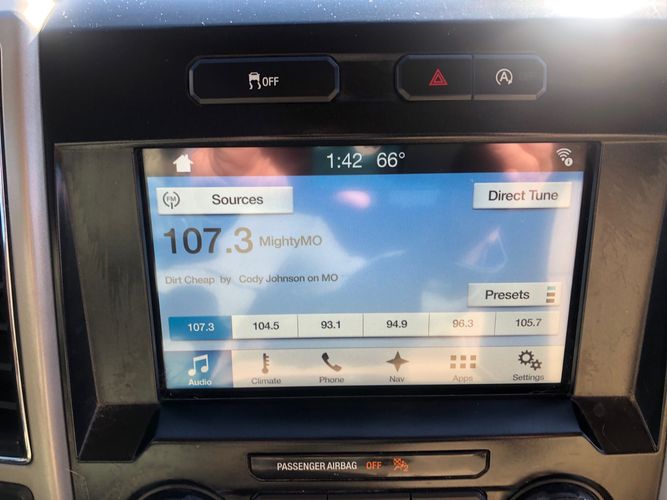 OFF
A
1:42 66°
FM Sources
Direct Tune
107.3 MightyMO
Dirt Cheap by Cody Johnson on MO
Presets
107.3 104.5 93.1 94.9 96.3 105.7
Audio Climate Phone Nav Apps Settings
PASSENGER AIRBAG OFF 2